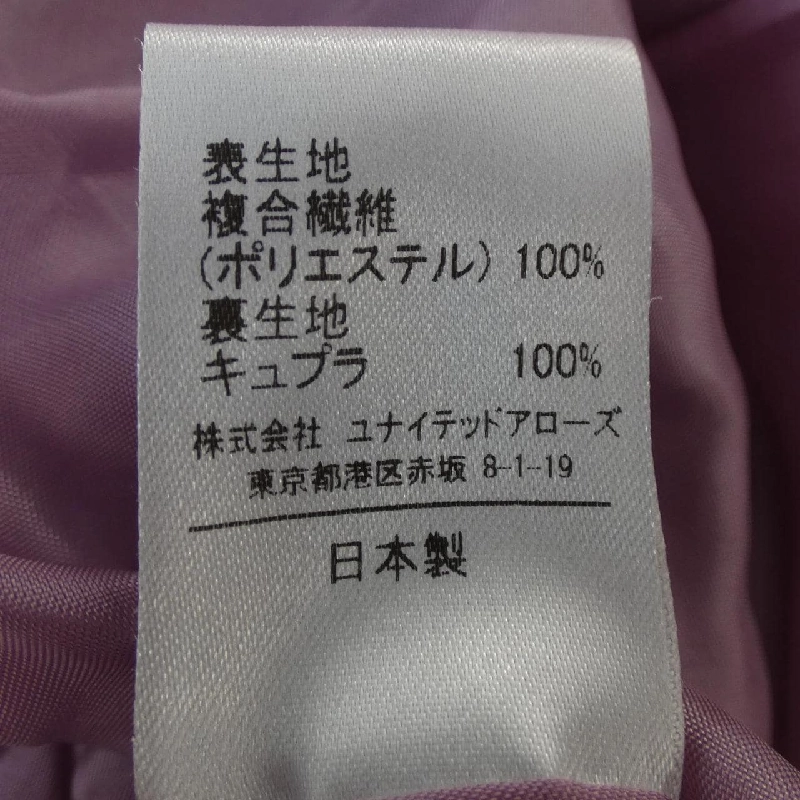 表生地
複合繊維
(ポリエステル) 100%
裏生地
キュプラ 100%
株式会社 ユナイテッドアローズ
東京都港区赤坂 8-1-19
日本製